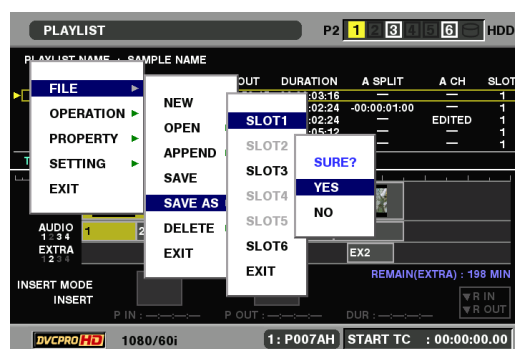 PLAYLIST P2 1 2 3 4 5 6 HDD
PLAYLIST NAME : SAMPLE NAME
OUT DURATION A SPLIT A CH SLOT
:03:16 — — 1
:02:24 -00:00:01:00 — 1
:02:24 — EDITED 1
:05:12 — — 1
— — 1
FILE
OPERATION
PROPERTY
SETTING
EXIT
NEW
OPEN
APPEND
SAVE
SAVE AS
DELETE
EXIT
SLOT1
SLOT2
SLOT3
SLOT4
SLOT5
SLOT6
EXIT
SURE?
YES
NO
AUDIO 1 2
1 2 3 4
EXTRA EX2
1 2 3 4
REMAIN(EXTRA) : 198 MIN
INSERT MODE
INSERT
▼R IN
▼R OUT
P IN : --:--:--:-- P OUT : --:--:--:-- DUR : --:--:--:--
DVCPRO HD 1080/60i 1: P007AH START TC : 00:00:00.00